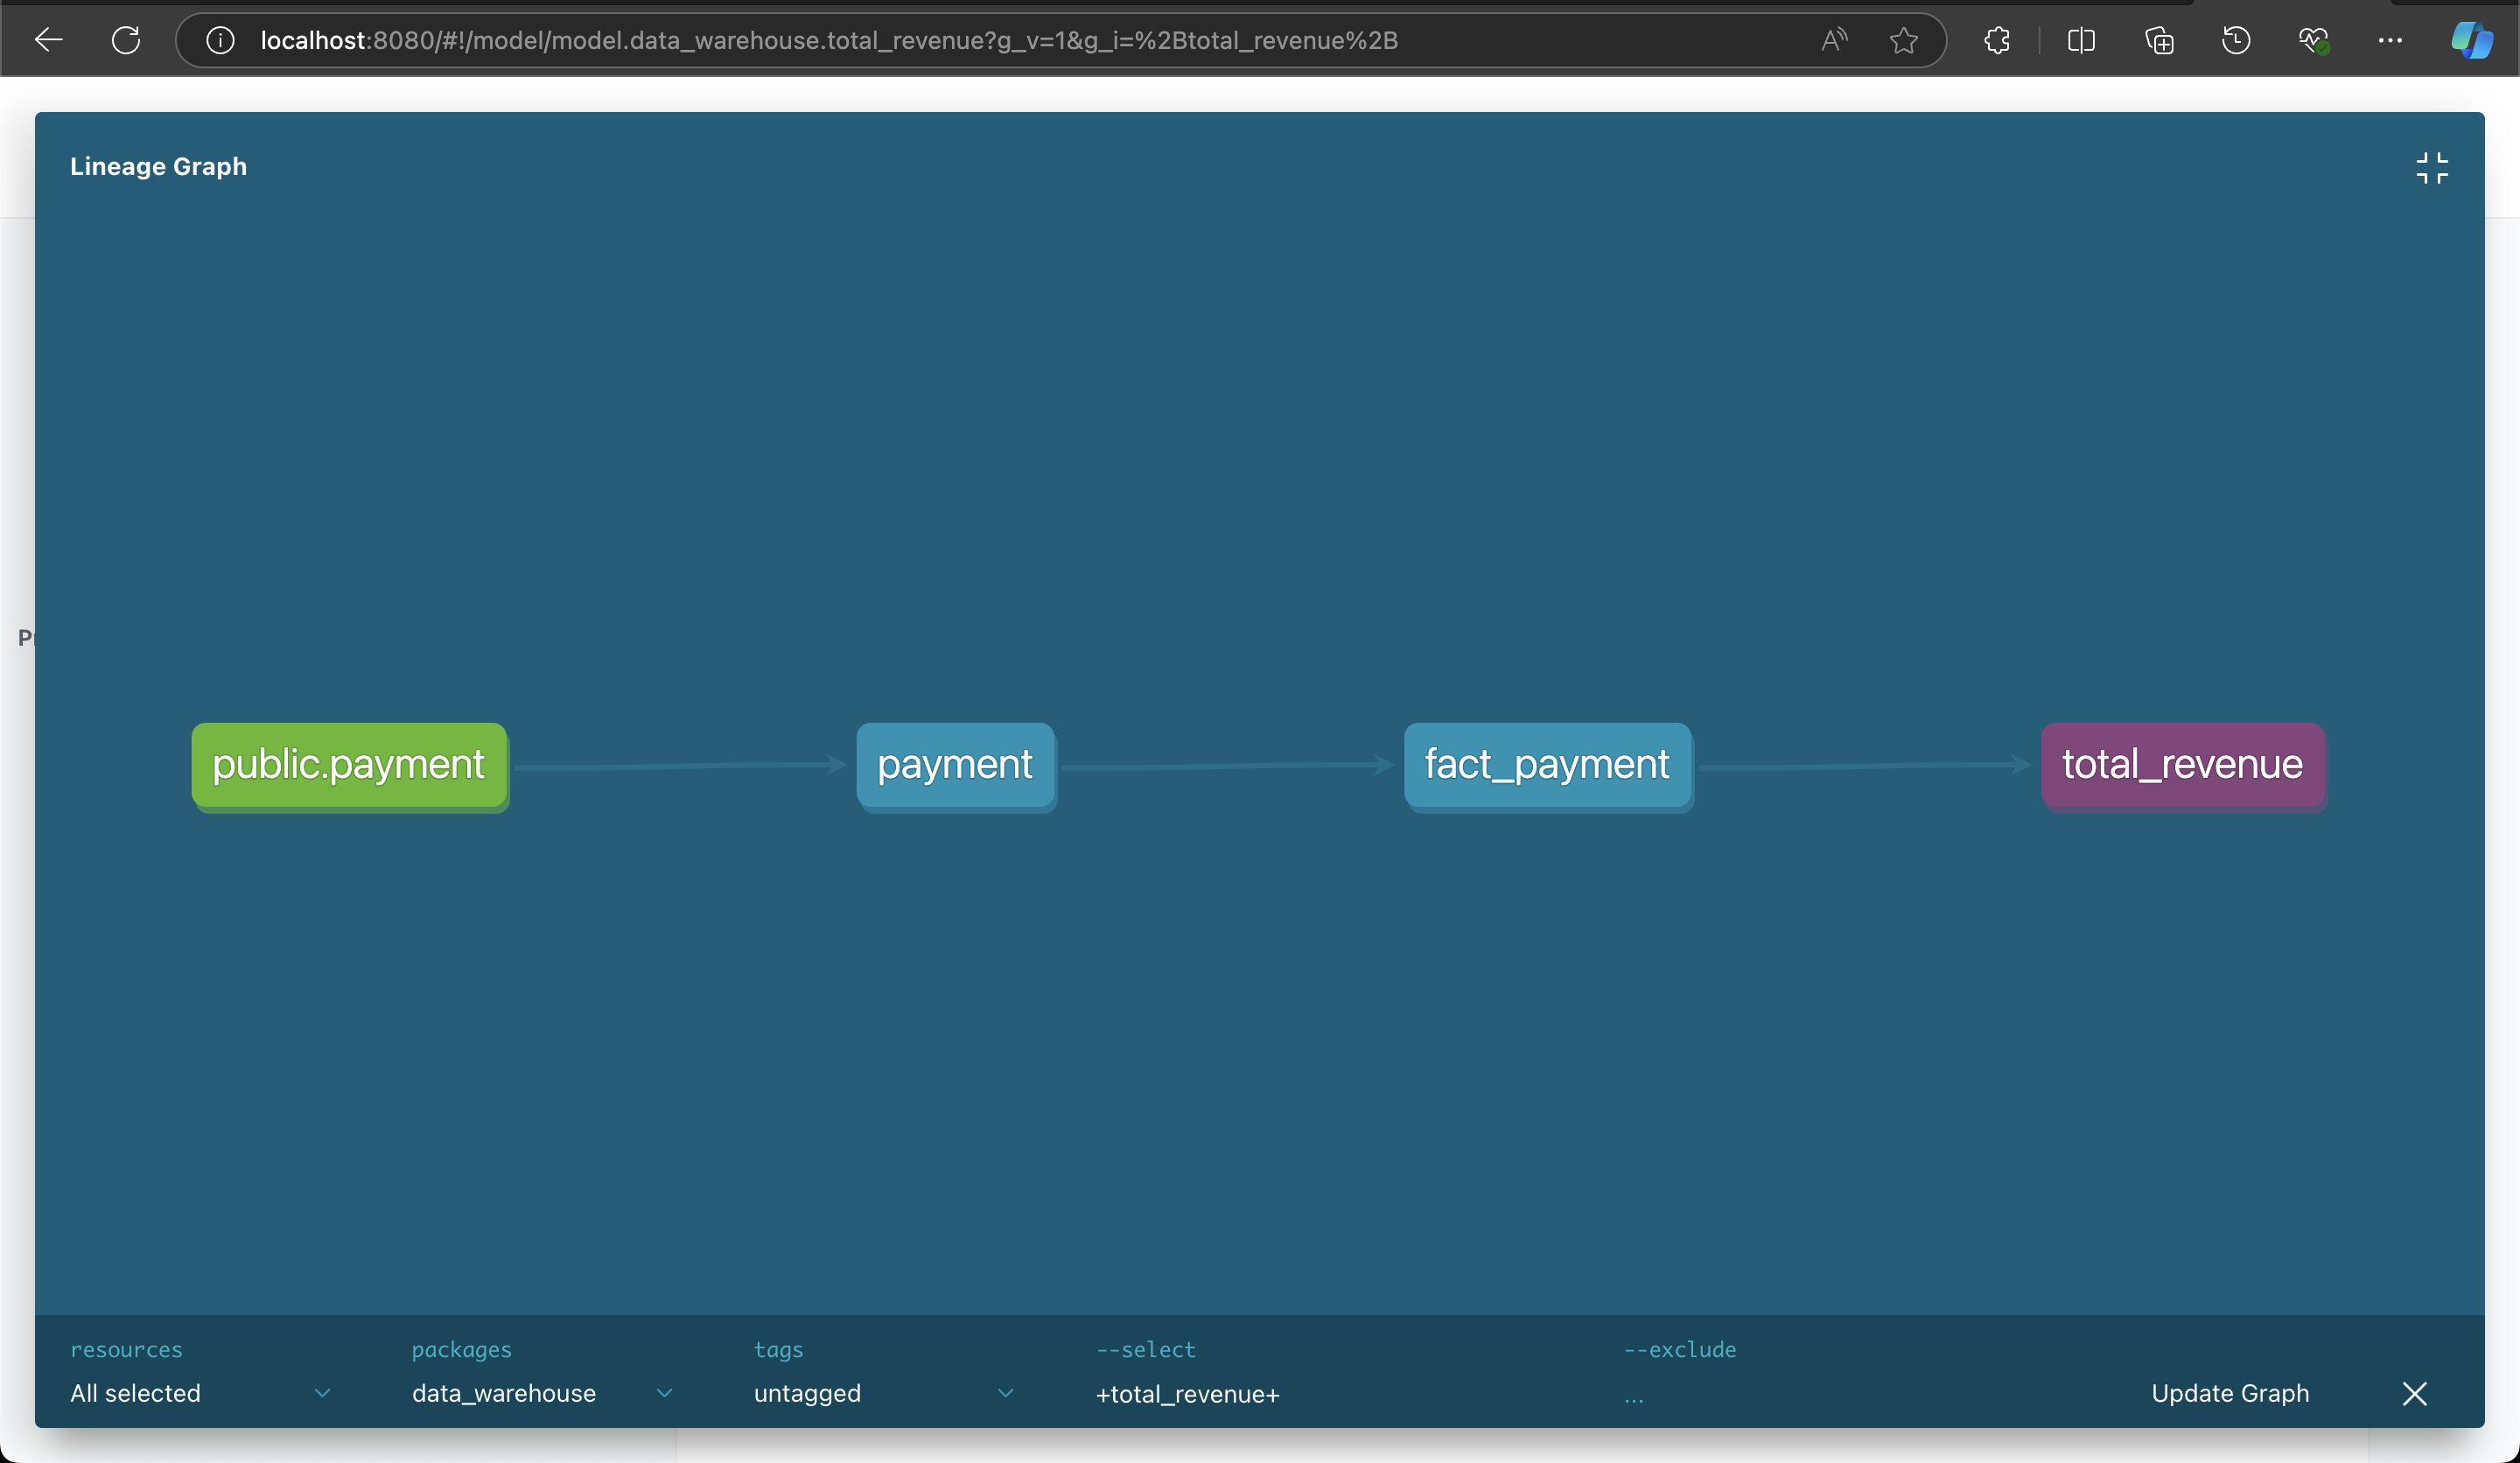 localhost:8080/#!/model/model.data_warehouse.total_revenue?g_v=1&g_i=%2Btotal_revenue%2B
Lineage Graph
public.payment
payment
fact_payment
total_revenue
resources
packages
tags
--select
--exclude
All selected
data_warehouse
untagged
+total_revenue+
...
Update Graph